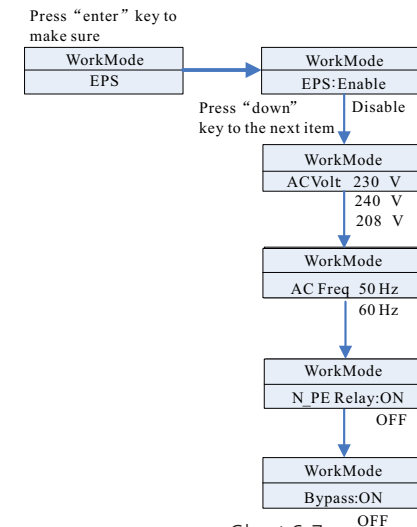 Press “enter” key to
make sure
WorkMode
EPS
WorkMode
EPS:Enable
Disable
Press “down”
key to the next item
WorkMode
ACVolt: 230 V
240 V
208 V
WorkMode
AC Freq 50 Hz
60 Hz
WorkMode
N_PE Relay:ON
OFF
WorkMode
Bypass:ON
OFF